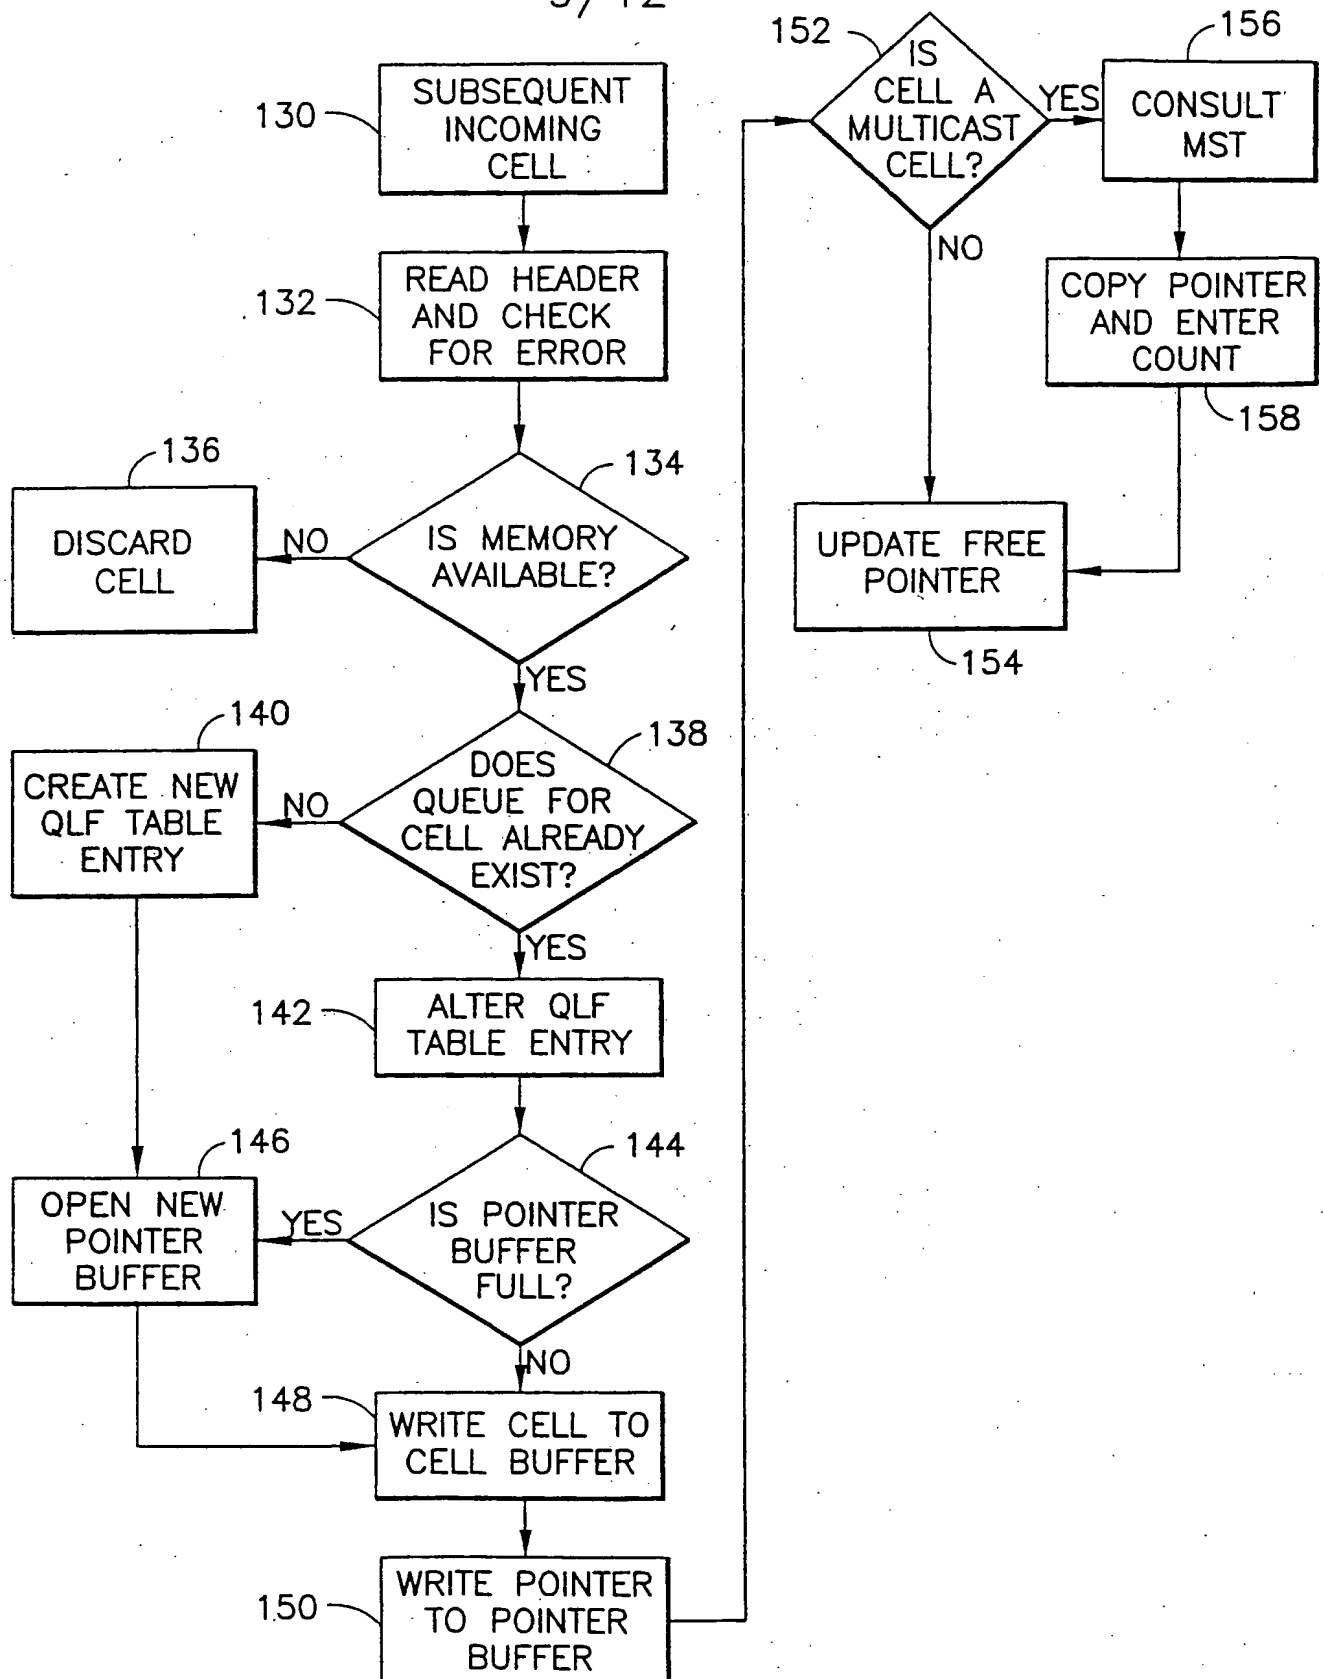 130
SUBSEQUENT
INCOMING
CELL
132
READ HEADER
AND CHECK
FOR ERROR
134
IS MEMORY
AVAILABLE?
NO
136
DISCARD
CELL
YES
138
DOES
QUEUE FOR
CELL ALREADY
EXIST?
NO
140
CREATE NEW
QLF TABLE
ENTRY
YES
142
ALTER QLF
TABLE ENTRY
144
IS POINTER
BUFFER
FULL?
YES
146
OPEN NEW
POINTER
BUFFER
NO
148
WRITE CELL TO
CELL BUFFER
150
WRITE POINTER
TO POINTER
BUFFER
152
IS
CELL A
MULTICAST
CELL?
YES
156
CONSULT
MST
NO
COPY POINTER
AND ENTER
COUNT
158
UPDATE FREE
POINTER
154